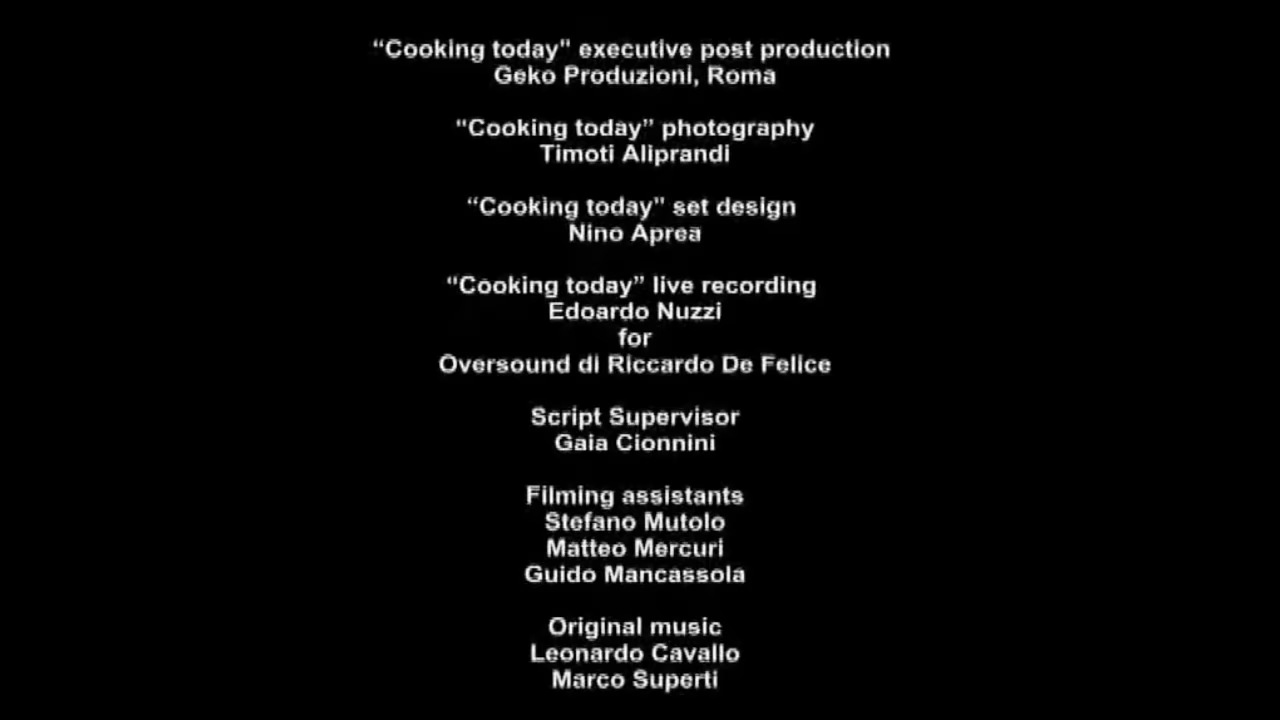 “Cooking today" executive post production
Geko Produzioni, Roma
“Cooking today” photography
Timoti Aliprandi
“Cooking today" set design
Nino Aprea
“Cooking today” live recording
Edoardo Nuzzi
for
Oversound di Riccardo De Felice
Script Supervisor
Gaia Cionnini
Filming assistants
Stefano Mutolo
Matteo Mercuri
Guido Mancassola
Original music
Leonardo Cavallo
Marco Superti